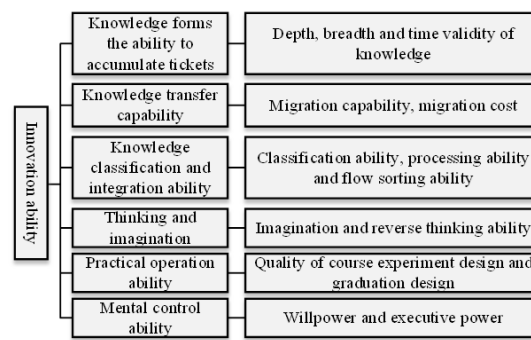 Innovation ability
Knowledge forms
the ability to
accumulate tickets
Depth, breadth and time validity of
knowledge
Knowledge transfer
capability
Migration capability, migration cost
Knowledge
classification and
integration ability
Classification ability, processing ability
and flow sorting ability
Thinking and
imagination
Imagination and reverse thinking ability
Practical operation
ability
Quality of course experiment design and
graduation design
Mental control
ability
Willpower and executive power